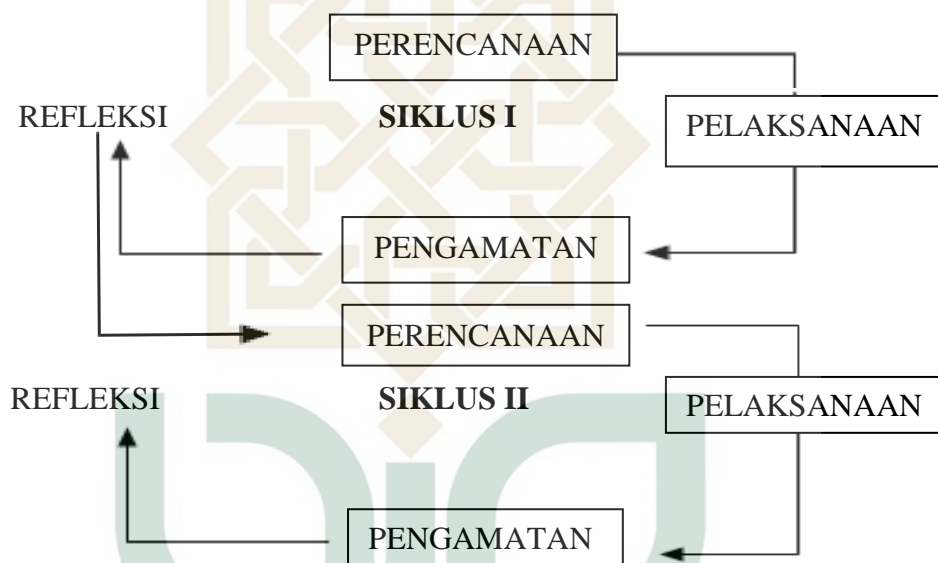 PERENCANAAN
REFLEKSI
SIKLUS I
PELAKSANAAN
PENGAMATAN
PERENCANAAN
REFLEKSI
SIKLUS II
PELAKSANAAN
PENGAMATAN